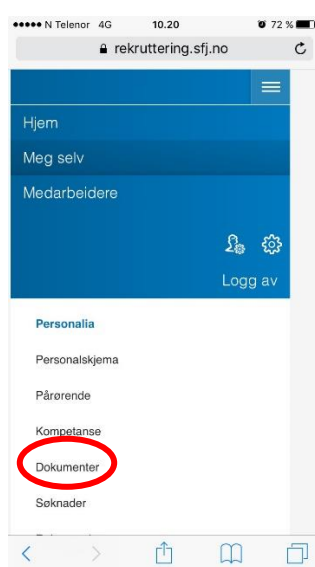 N Telenor 4G 10.20 72 %
rekruttering.sfj.no
Hjem
Meg selv
Medarbeidere
Logg av
Personalia
Personalskjema
Pårørende
Kompetanse
Dokumenter
Søknader